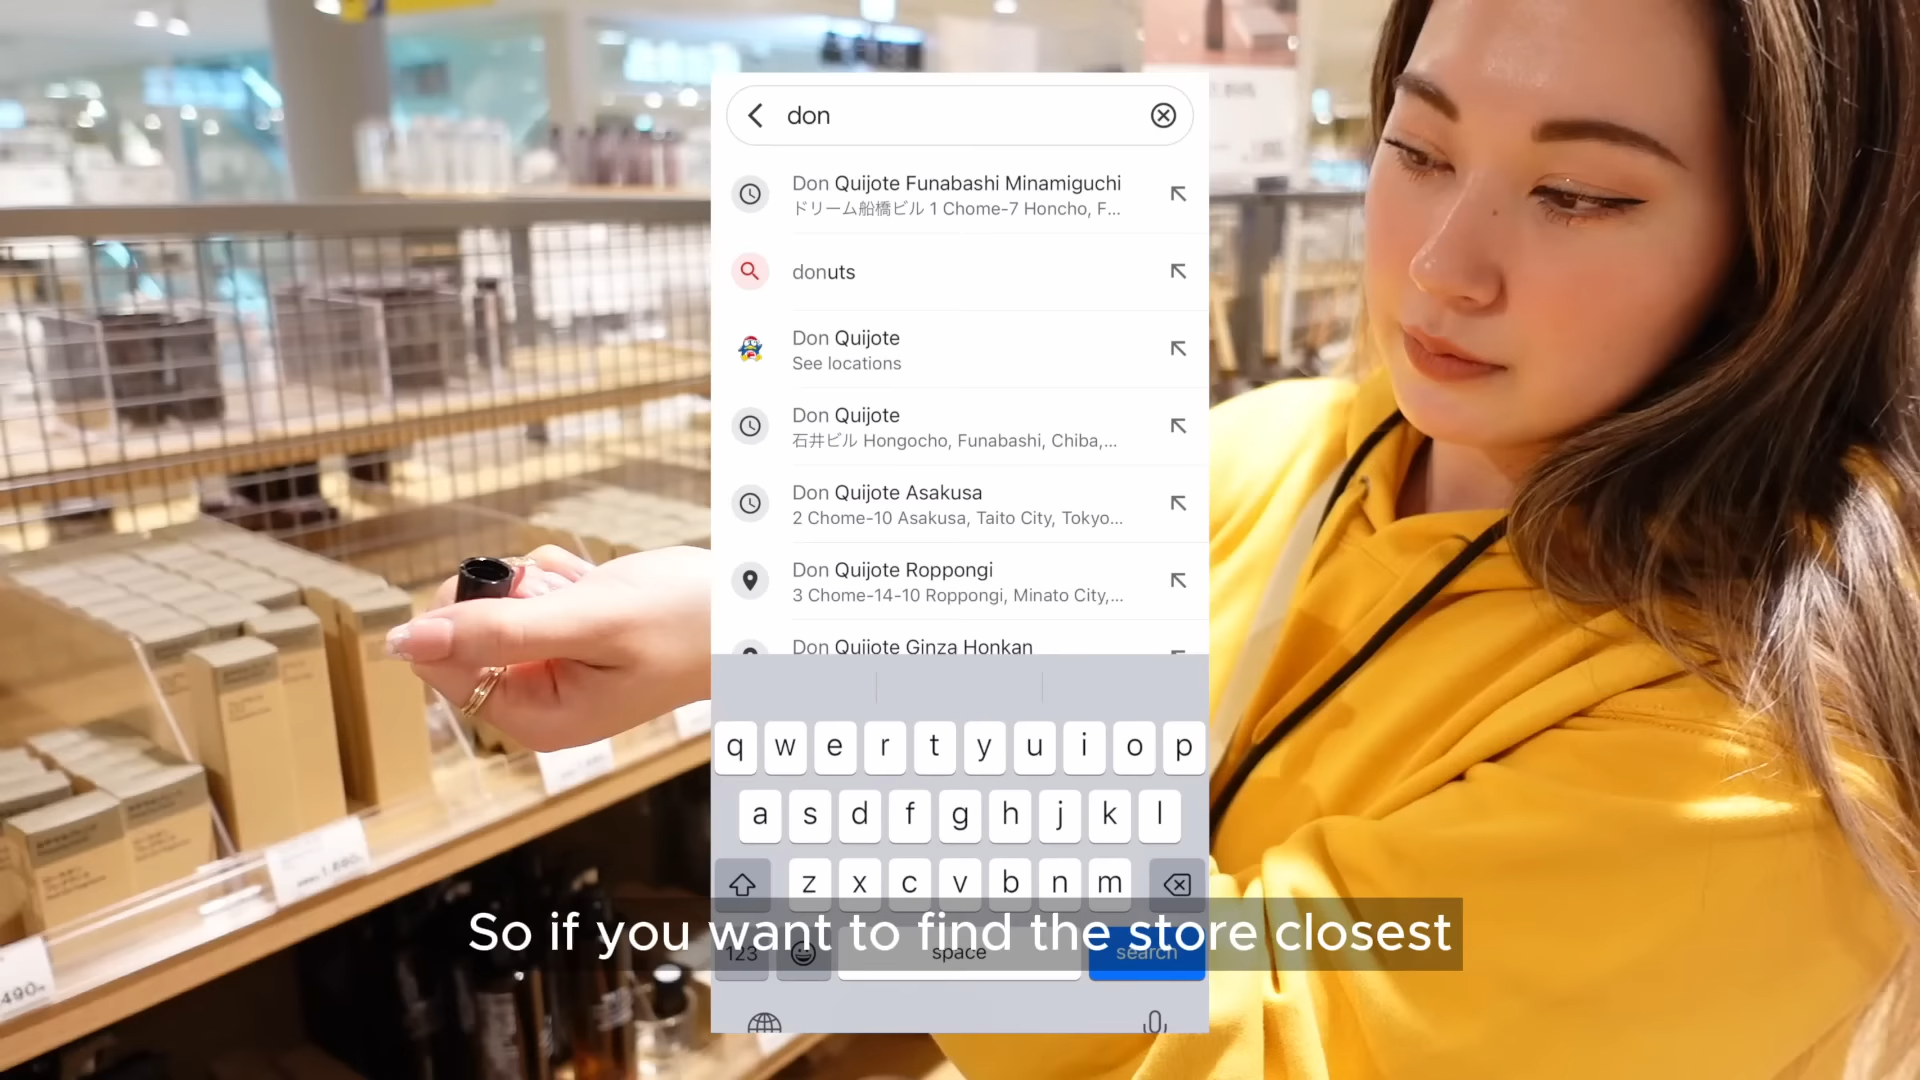 don
Don Quijote Funabashi Minamiguchi
ドリーム船橋ビル 1 Chome-7 Honcho, F...
donuts
Don Quijote
See locations
Don Quijote
石井ビル Hongocho, Funabashi, Chiba,...
Don Quijote Asakusa
2 Chome-10 Asakusa, Taito City, Tokyo...
Don Quijote Roppongi
3 Chome-14-10 Roppongi, Minato City,...
Don Quijote Ginza Honkan
q w e r t y u i o p
a s d f g h j k l
z x c v b n m
So if you want to find the store closest
123 space search
490